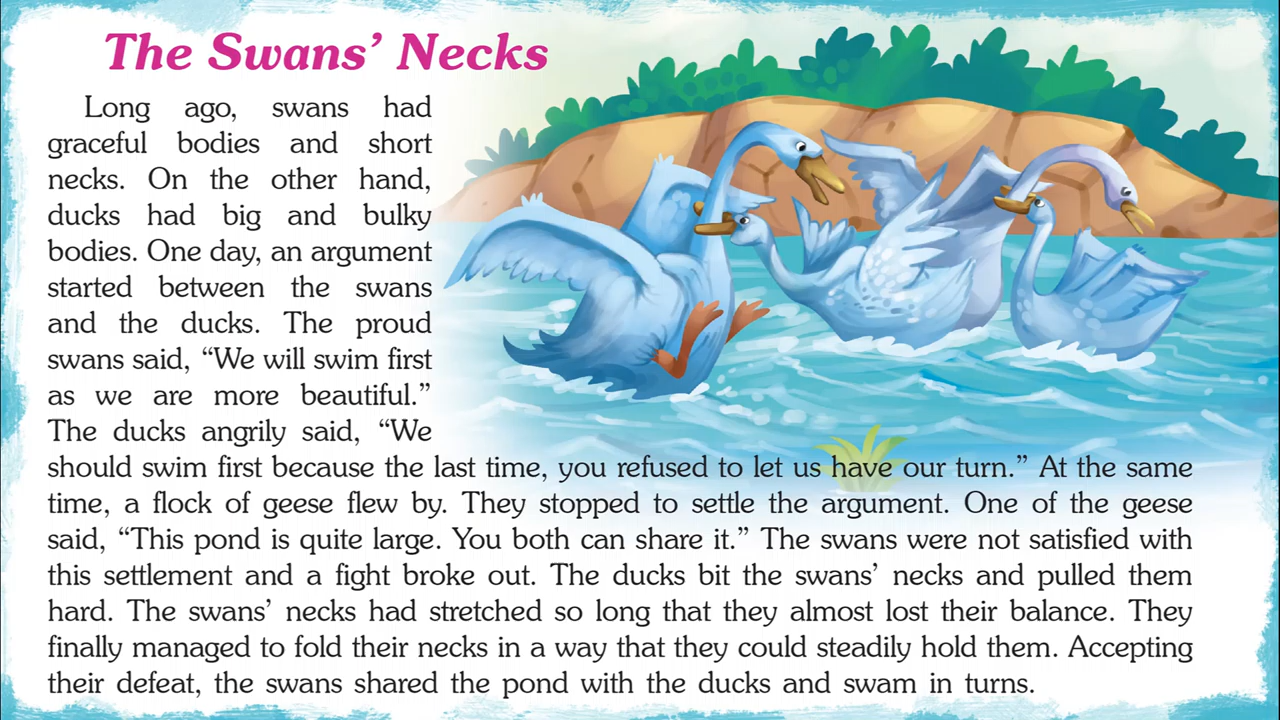 The Swans’ Necks
Long ago, swans had
graceful bodies and short
necks. On the other hand,
ducks had big and bulky
bodies. One day, an argument
started between the swans
and the ducks. The proud
swans said, “We will swim first
as we are more beautiful.”
The ducks angrily said, “We
should swim first because the last time, you refused to let us have our turn.” At the same
time, a flock of geese flew by. They stopped to settle the argument. One of the geese
said, “This pond is quite large. You both can share it.” The swans were not satisfied with
this settlement and a fight broke out. The ducks bit the swans’ necks and pulled them
hard. The swans’ necks had stretched so long that they almost lost their balance. They
finally managed to fold their necks in a way that they could steadily hold them. Accepting
their defeat, the swans shared the pond with the ducks and swam in turns.